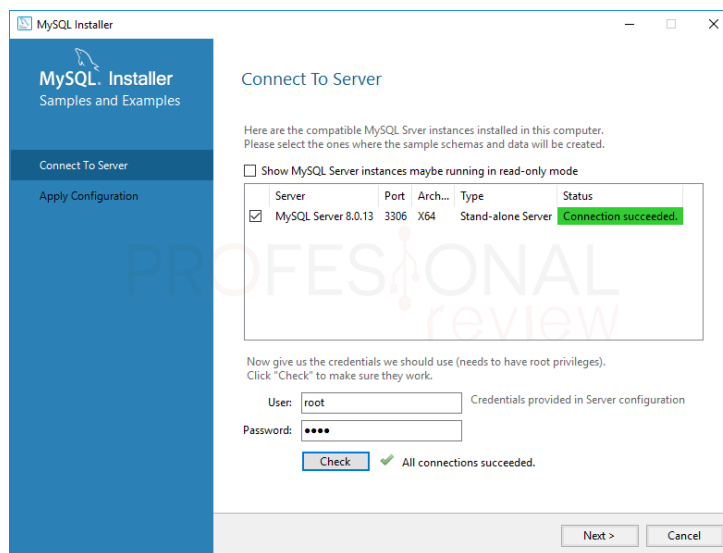 MySQL Installer
MySQL. Installer
Samples and Examples
Connect To Server
Apply Configuration
Connect To Server
Here are the compatible MySQL Srver instances installed in this computer.
Please select the ones where the sample schemas and data will be created.
Show MySQL Server instances maybe running in read-only mode
Server Port Arch... Type Status
MySQL Server 8.0.13 3306 X64 Stand-alone Server Connection succeeded.
PROFESIONAL
review
Now give us the credentials we should use (needs to have root privileges).
Click "Check" to make sure they work.
User: root Credentials provided in Server configuration
Password: ••••
Check All connections succeeded.
Next > Cancel